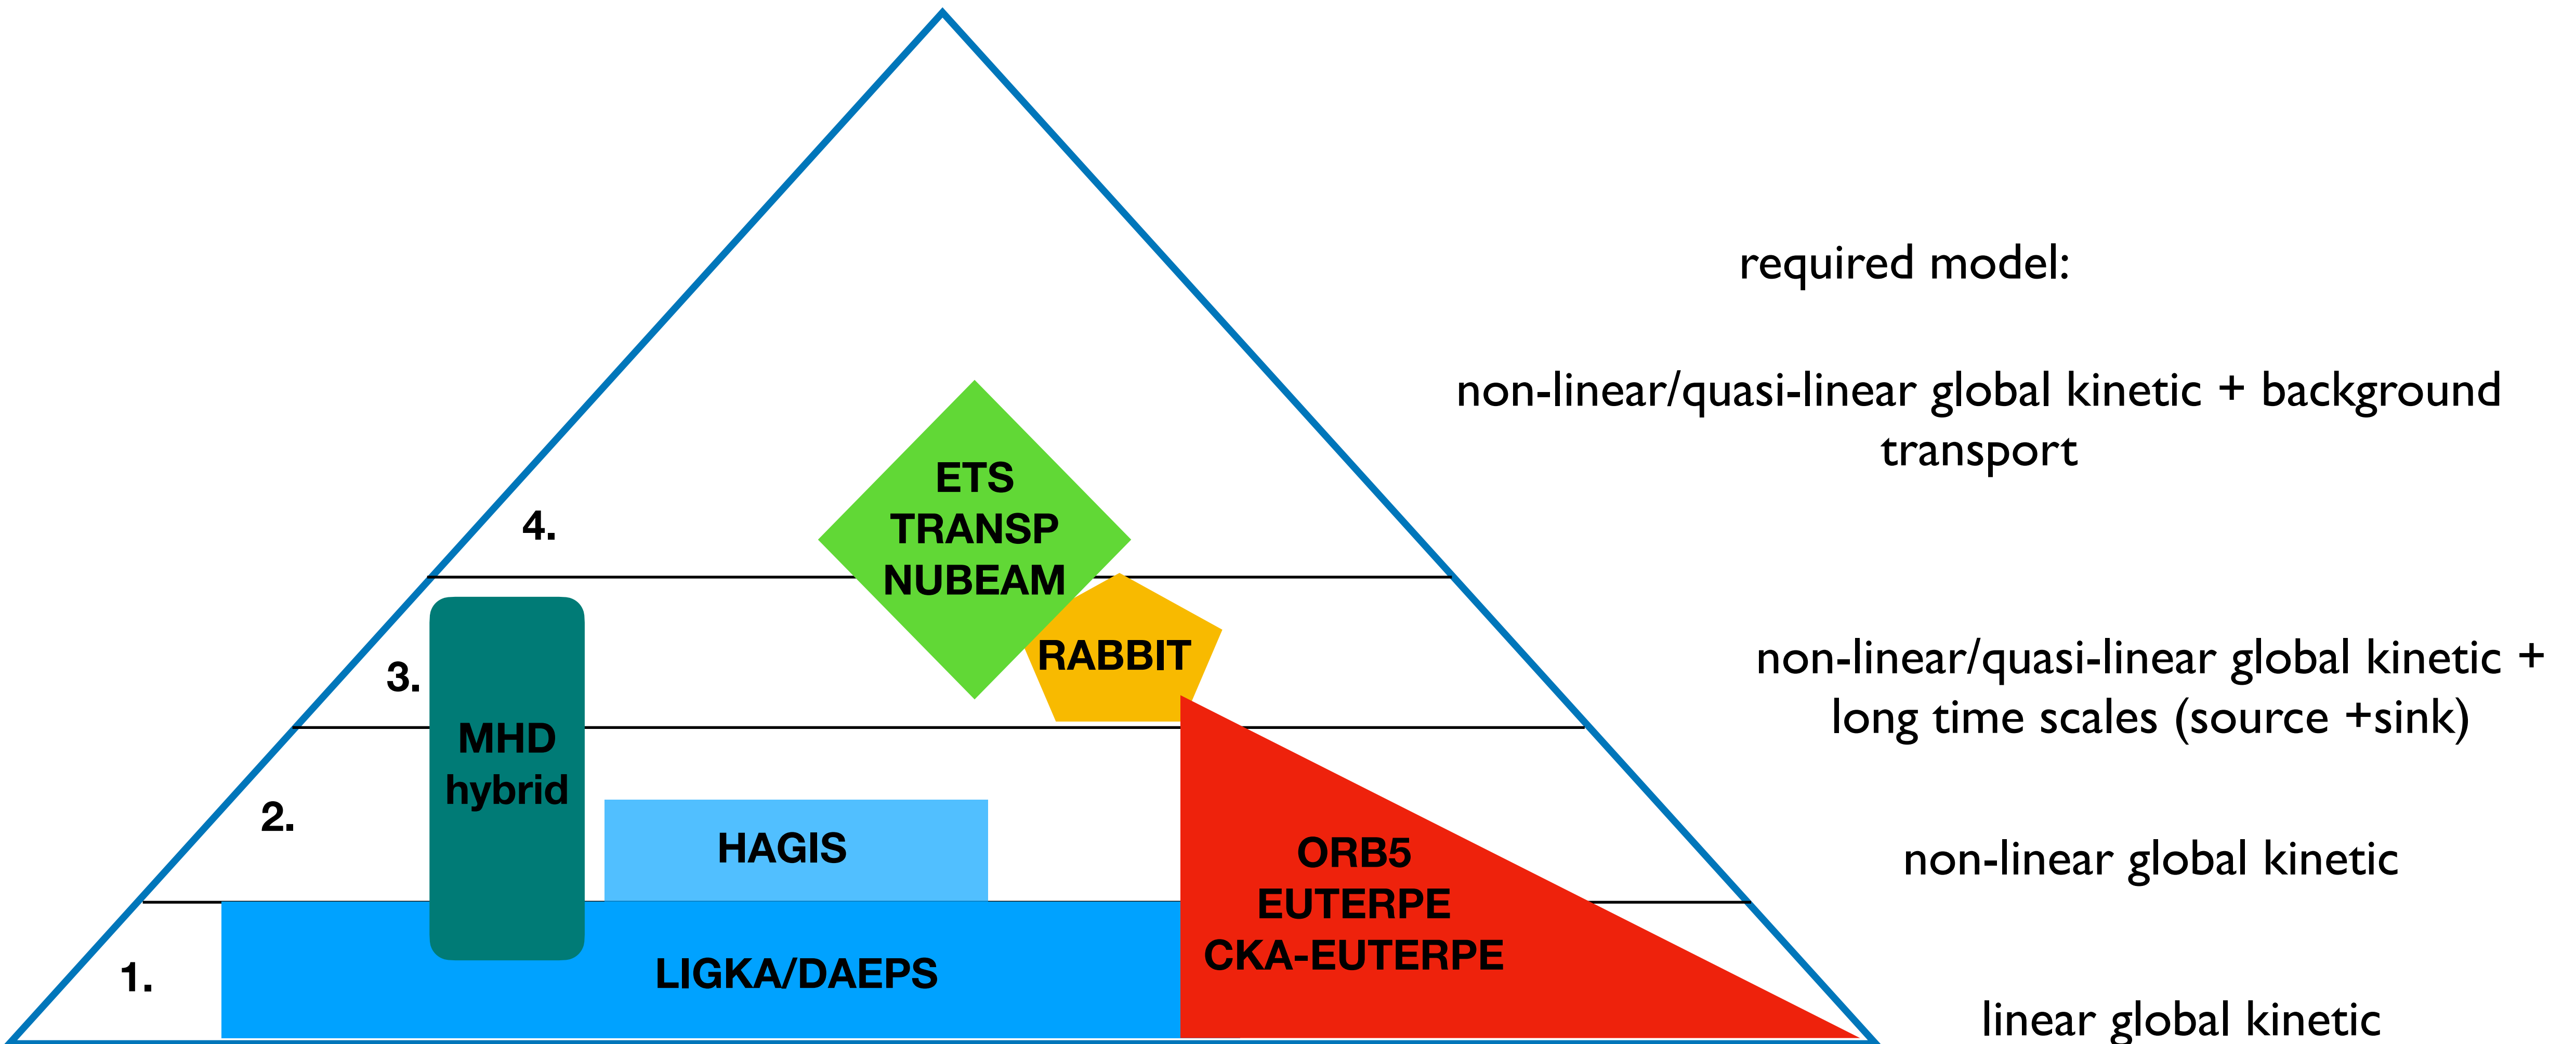 required model:
non-linear/quasi-linear global kinetic + background
transport
ETS
TRANSP
NUBEAM
4.
RABBIT
3.
non-linear/quasi-linear global kinetic +
long time scales (source +sink)
MHD
hybrid
2.
HAGIS
non-linear global kinetic
ORB5
EUTERPE
CKA-EUTERPE
1.
LIGKA/DAEPS
linear global kinetic